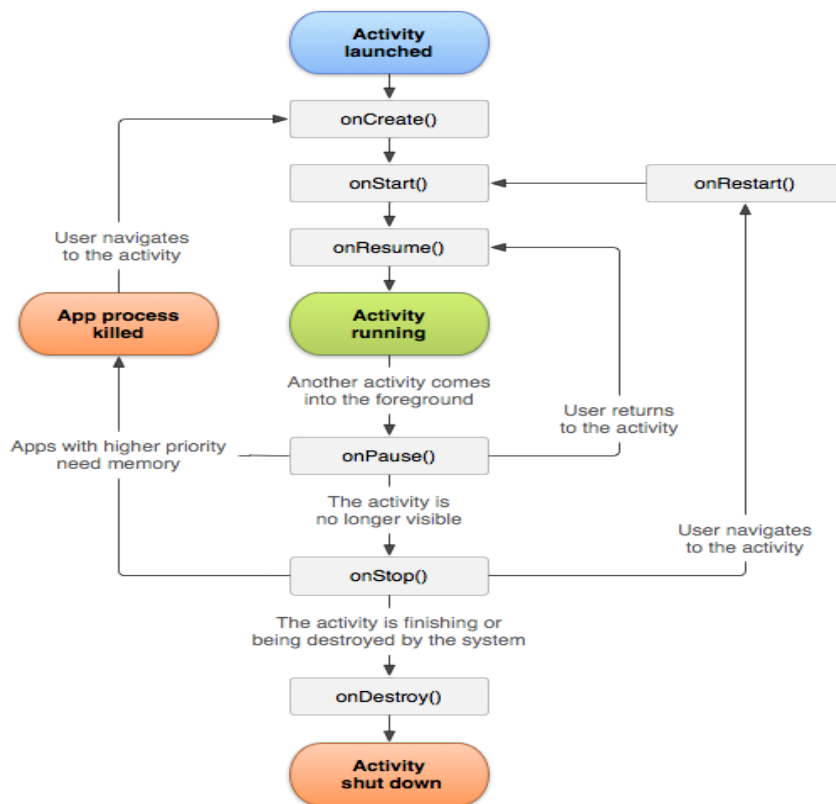 Activity
launched
onCreate()
onStart()
onRestart()
User navigates
to the activity
onResume()
App process
killed
Activity
running
Another activity comes
into the foreground
User returns
to the activity
Apps with higher priority
need memory
onPause()
The activity is
no longer visible
User navigates
to the activity
onStop()
The activity is finishing or
being destroyed by the system
onDestroy()
Activity
shut down